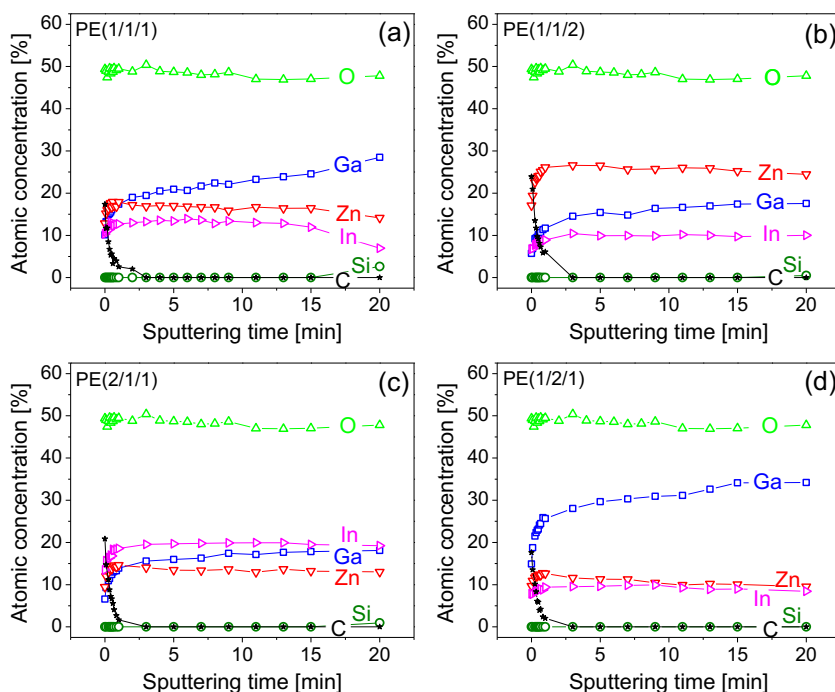 PE(1/1/1)
(a)
Atomic concentration [%]
60
50
40
30
20
10
0
O
Ga
Zn
In
Si
C
0
5
10
15
20
Sputtering time [min]
PE(1/1/2)
(b)
Atomic concentration [%]
60
50
40
30
20
10
0
O
Zn
Ga
In
Si
C
0
5
10
15
20
Sputtering time [min]
PE(2/1/1)
(c)
Atomic concentration [%]
60
50
40
30
20
10
0
O
In
Ga
Zn
Si
C
0
5
10
15
20
Sputtering time [min]
PE(1/2/1)
(d)
Atomic concentration [%]
60
50
40
30
20
10
0
O
Ga
Zn
In
Si
C
0
5
10
15
20
Sputtering time [min]